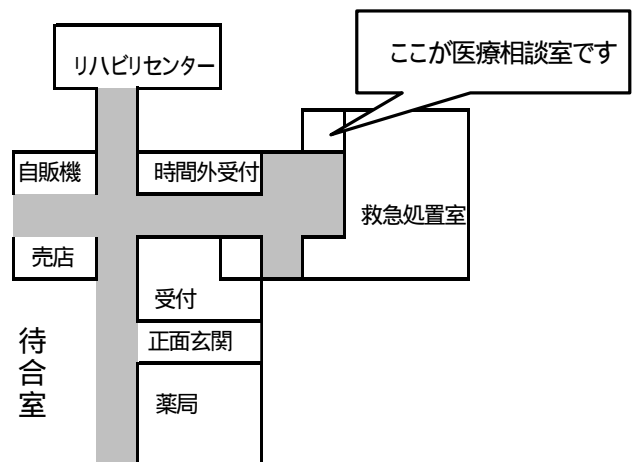 リハビリセンター
ここが医療相談室です
自販機
時間外受付
救急処置室
売店
受付
正面玄関
待合室
薬局